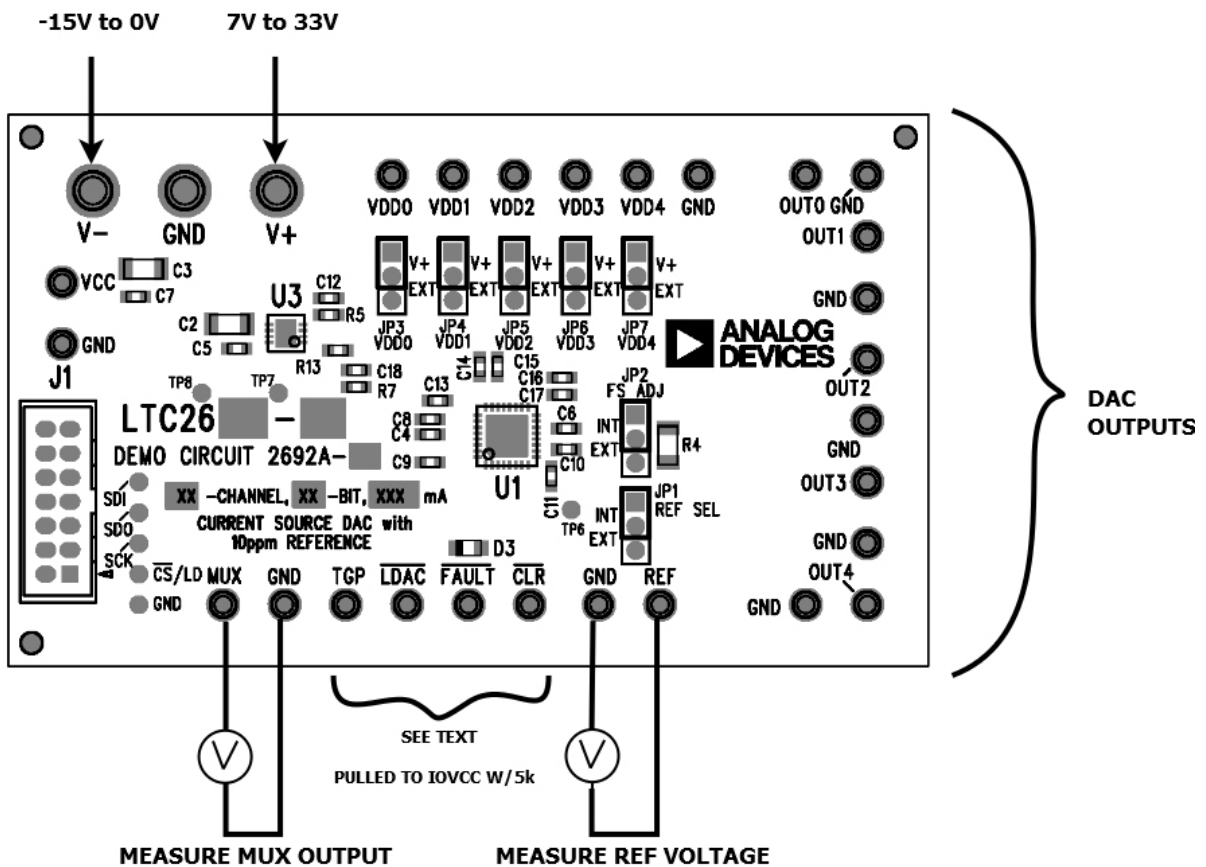 -15V to 0V
7V to 33V
V-
GND
V+
VDD0
VDD1
VDD2
VDD3
VDD4
GND
OUT0
GND
OUT1
VCC
C3
C7
U3
C12
R5
V+
V+
V+
V+
V+
EXT
EXT
EXT
EXT
EXT
JP3
VDD0
JP4
VDD1
JP5
VDD2
JP6
VDD3
JP7
VDD4
GND
C2
C5
GND
J1
R13
C18
R7
TP8
TP7
C14
C15
C16
C17
C13
C8
C4
C9
C6
C10
C11
U1
ANALOG
DEVICES
OUT2
JP2
FS ADJ
INT
EXT
R4
GND
LTC26 -
DEMO CIRCUIT 2692A-
XX -CHANNEL, XX -BIT, XXX mA
CURRENT SOURCE DAC with
10ppm REFERENCE
SDI
SDO
SCK
CS/LD
GND
TP6
JP1
REF SEL
INT
EXT
OUT3
GND
OUT4
GND
D3
MUX
GND
TGP
LDAC
FAULT
CLR
GND
REF
DAC
OUTPUTS
V
V
SEE TEXT
PULLED TO IOVCC W/5k
MEASURE MUX OUTPUT
MEASURE REF VOLTAGE